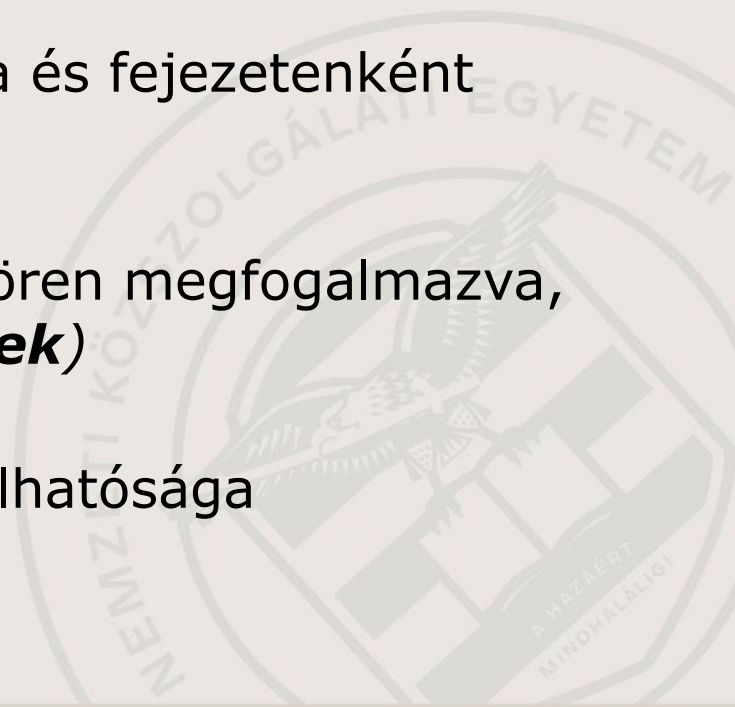 a és fejezetenként
ören megfogalmazva,
ek)
lhatósága
NEMZETI KÖZSZOLGÁLATI EGYETEM
A HAZÁÉRT
MINDHALÁLIG!